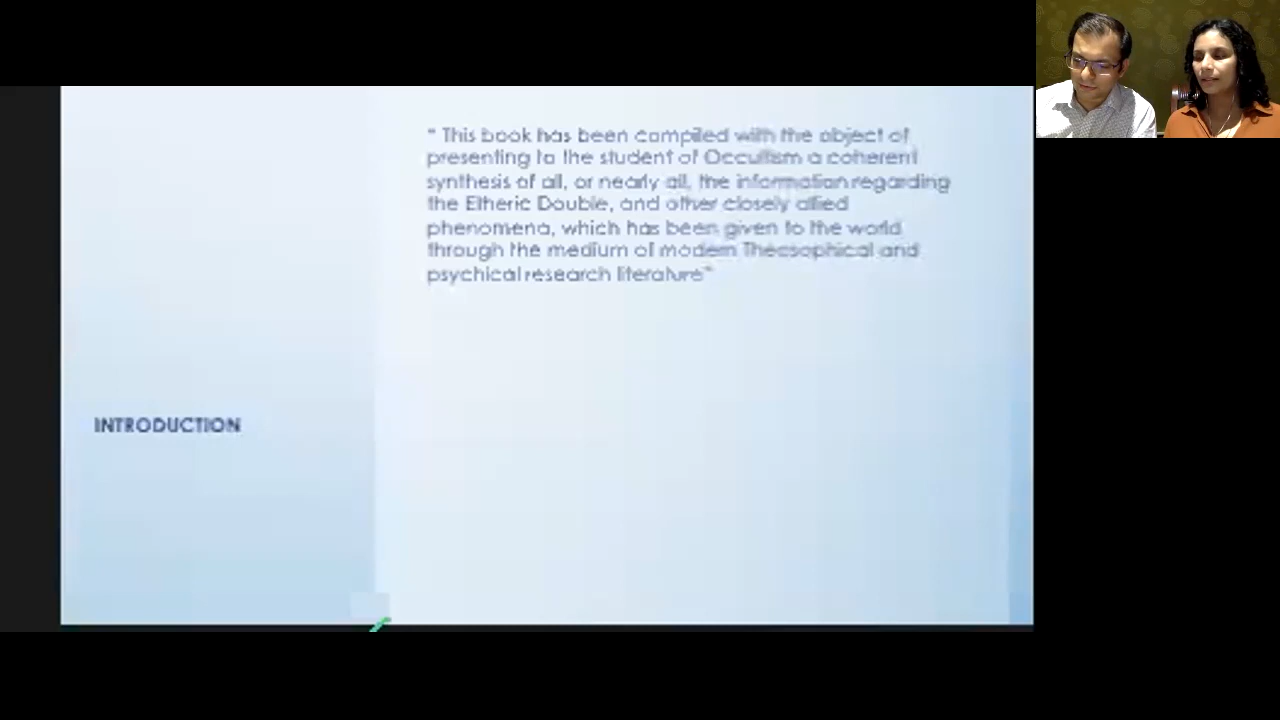 " This book has been compiled with the object of
presenting to the student of Occultism a coherent
synthesis of all, or nearly all, the information regarding
the Etheric Double, and other closely allied
phenomena, which has been given to the world
through the medium of modern Theosophical and
psychical research literature"
INTRODUCTION